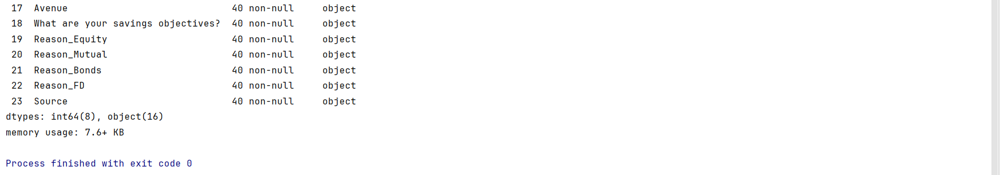 17  Avenue                             40 non-null     object
18  What are your savings objectives?  40 non-null     object
19  Reason_Equity                      40 non-null     object
20  Reason_Mutual                      40 non-null     object
21  Reason_Bonds                       40 non-null     object
22  Reason_FD                          40 non-null     object
23  Source                             40 non-null     object
dtypes: int64(8), object(16)
memory usage: 7.6+ KB
Process finished with exit code 0